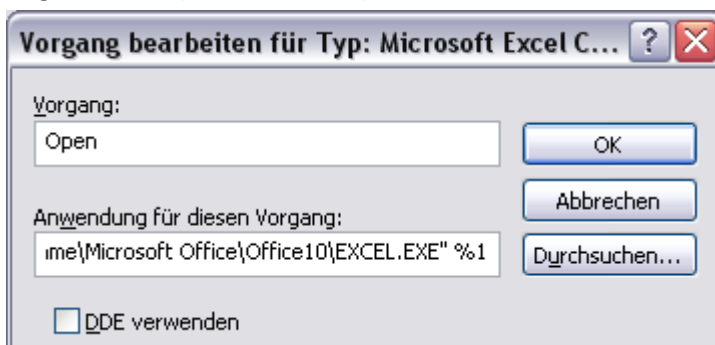 Vorgang bearbeiten für Typ: Microsoft Excel C... ?
Vorgang:
Open
OK
Abbrechen
Anwendung für diesen Vorgang:
me\Microsoft Office\Office10\EXCEL.EXE" %1
Durchsuchen...
DDE verwenden